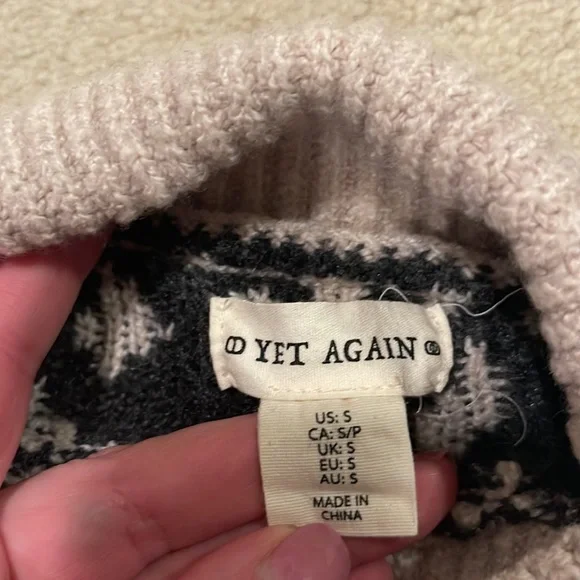 YET AGAIN
US: S
CA: S/P
UK: S
EU: S
AU: S
MADE IN
CHINA